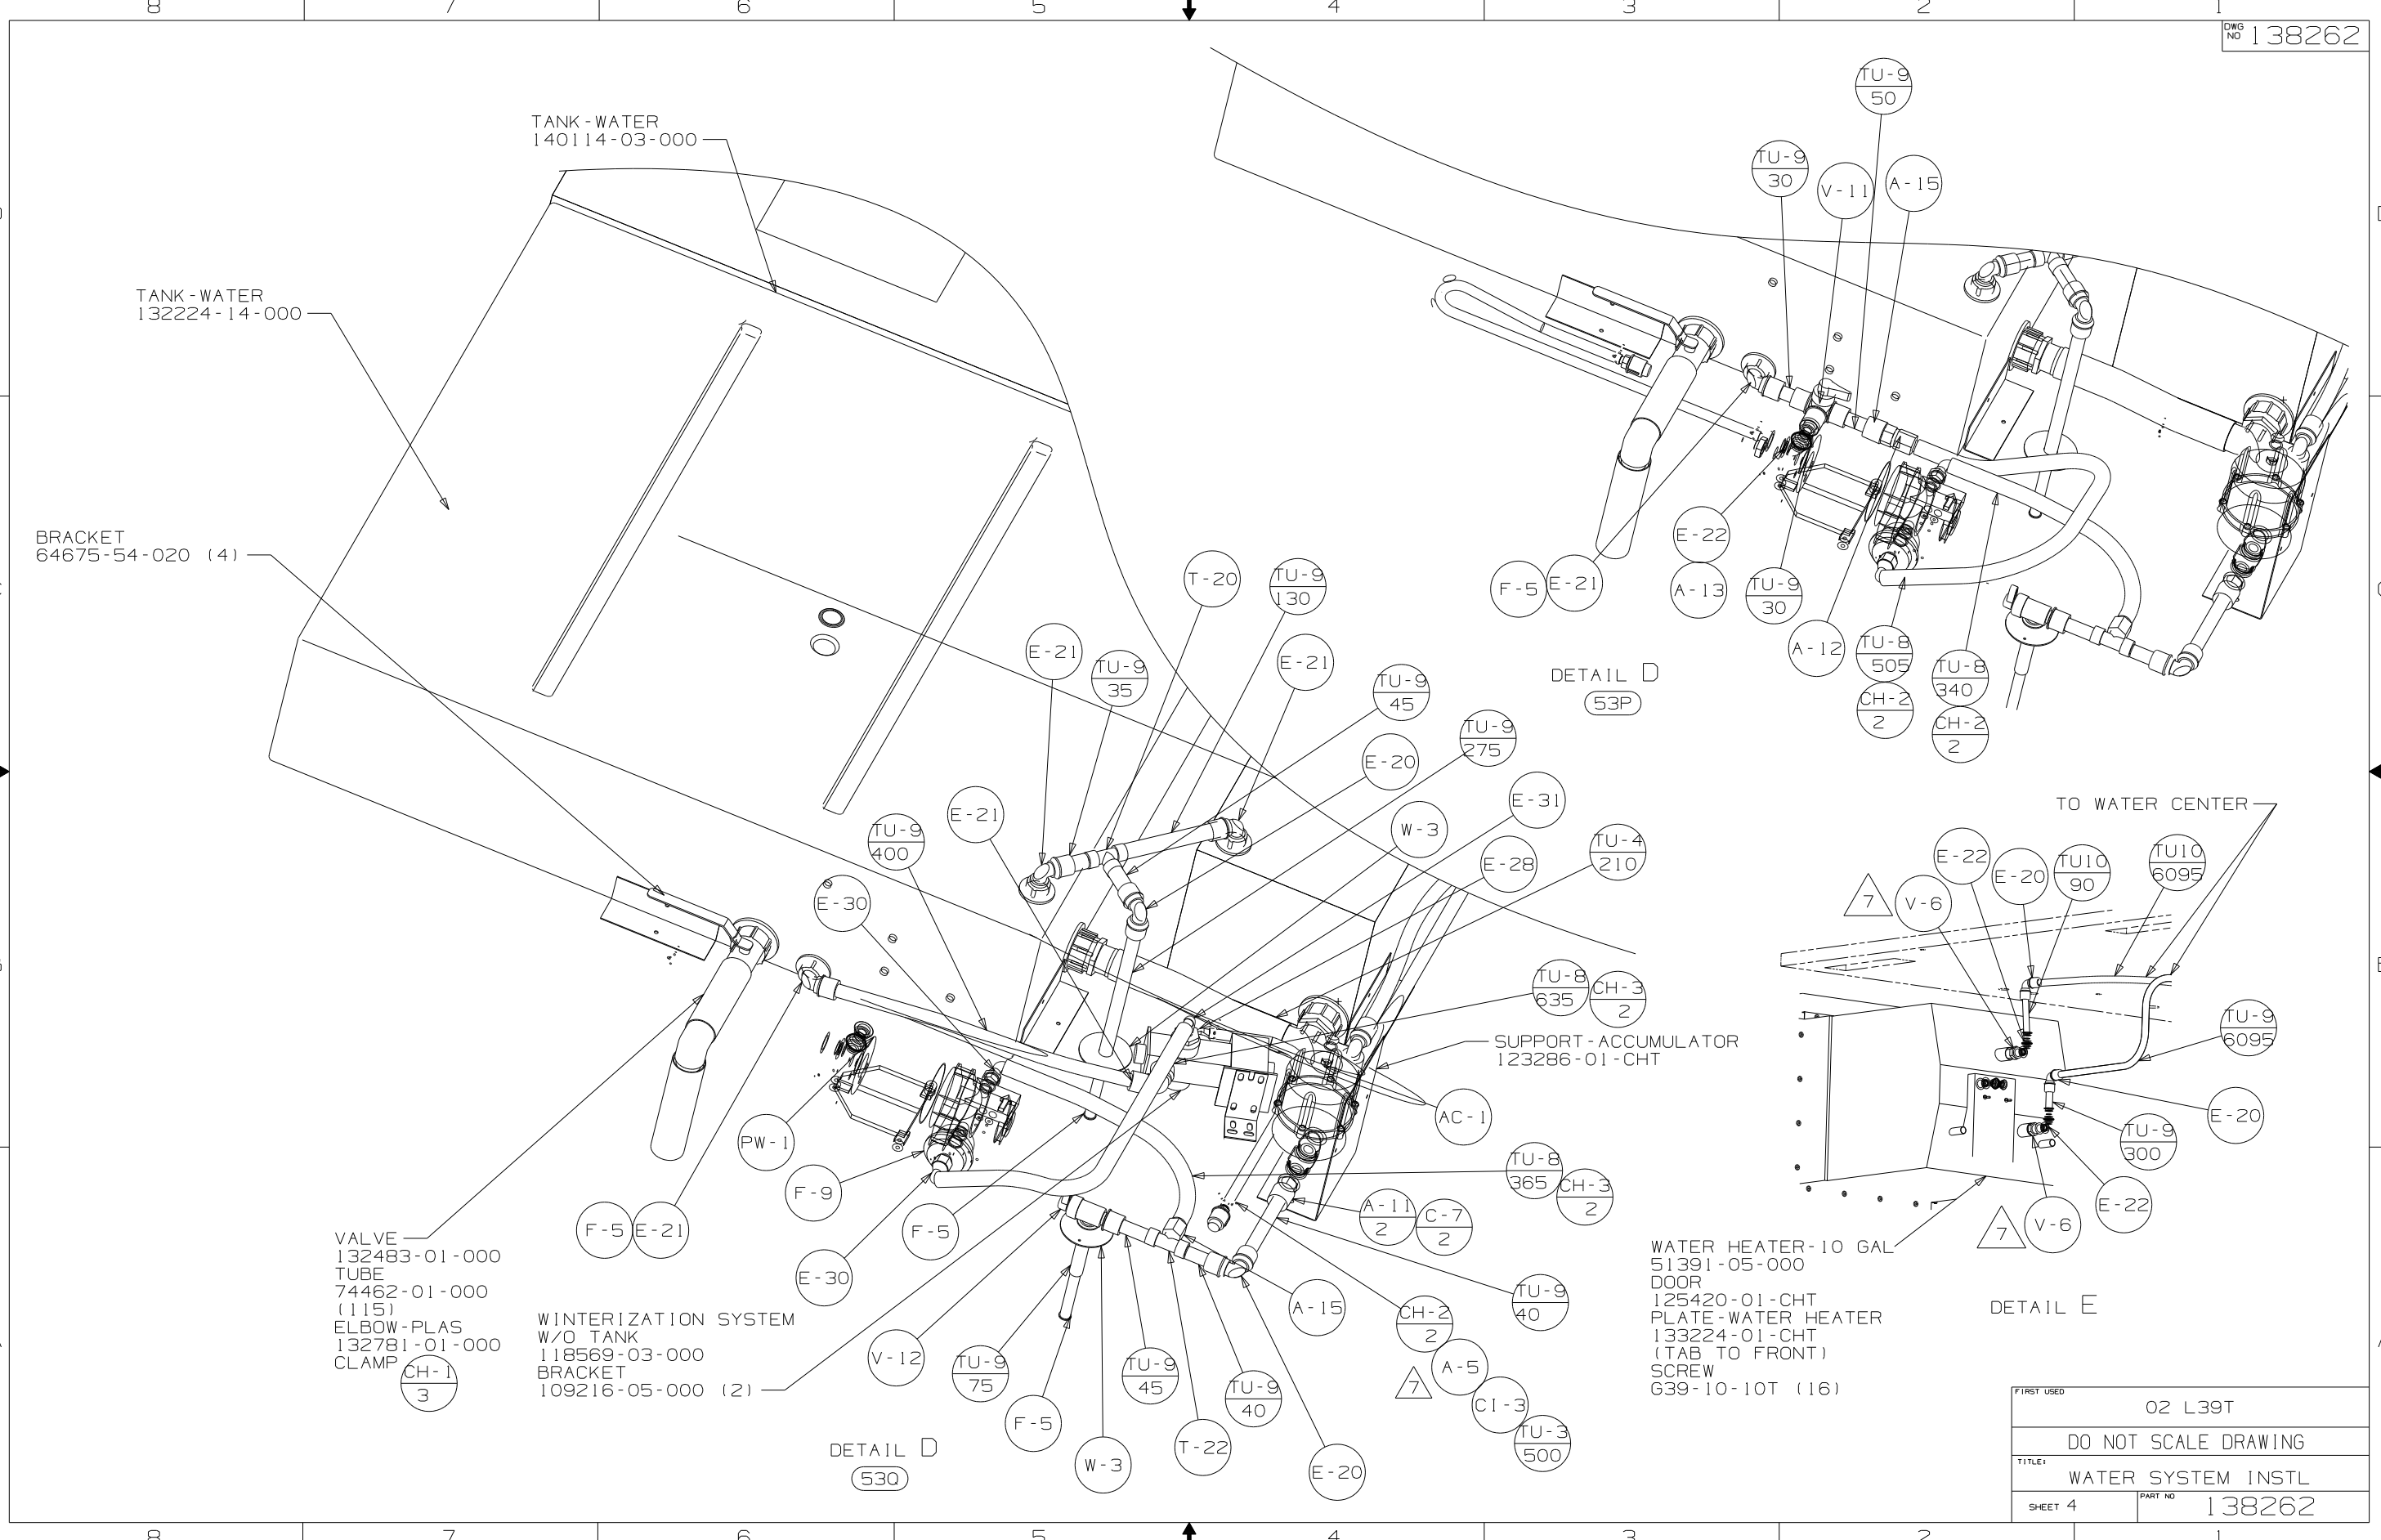 8 7 6 5 4 3 2 1
DWG NO 138262
TANK-WATER
140114-03-000
TANK-WATER
132224-14-000
BRACKET
64675-54-020 (4)
TU-9
50
TU-9
30
V-11
A-15
F-5
E-21
E-22
A-13
TU-9
30
A-12
TU-8
505
CH-2
2
TU-8
340
CH-2
2
DETAIL D
53P
T-20
TU-9
130
E-21
TU-9
35
E-21
TU-9
45
TU-9
275
E-20
E-31
W-3
E-28
TU-4
210
E-21
TU-9
400
E-30
TU-8
635
CH-3
2
SUPPORT-ACCUMULATOR
123286-01-CHT
AC-1
PW-1
F-9
F-5
E-21
F-5
E-30
TU-8
365
CH-3
2
A-11
2
C-7
2
TU-9
40
A-15
CH-2
2
A-5
7
CI-3
TU-3
500
V-12
TU-9
75
TU-9
45
TU-9
40
F-5
W-3
T-22
E-20
VALVE
132483-01-000
TUBE
74462-01-000
(115)
ELBOW-PLAS
132781-01-000
CLAMP
CH-1
3
WINTERIZATION SYSTEM
W/O TANK
118569-03-000
BRACKET
109216-05-000 (2)
DETAIL D
53Q
TO WATER CENTER
E-22
E-20
TU10
90
TU10
6095
7
V-6
TU-9
6095
E-20
TU-9
300
E-22
7
V-6
WATER HEATER-10 GAL
51391-05-000
DOOR
125420-01-CHT
PLATE-WATER HEATER
133224-01-CHT
(TAB TO FRONT)
SCREW
G39-10-10T (16)
DETAIL E
FIRST USED
02 L39T
DO NOT SCALE DRAWING
TITLE:
WATER SYSTEM INSTL
SHEET 4
PART NO
138262
8 7 6 5 4 3 2 1